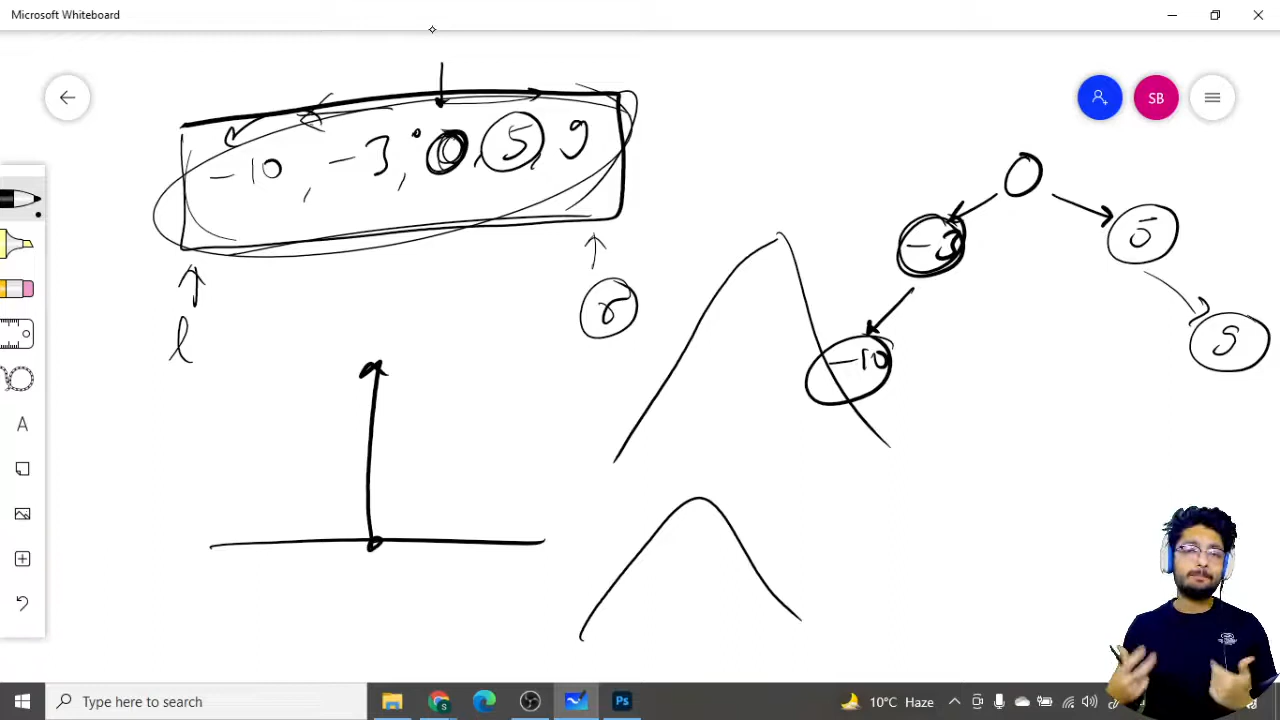 Microsoft Whiteboard
SB
-10, -3, 0, 5, 9
l
r
0
-3
5
-10
9
A
Type here to search
S
Ps
10°C Haze